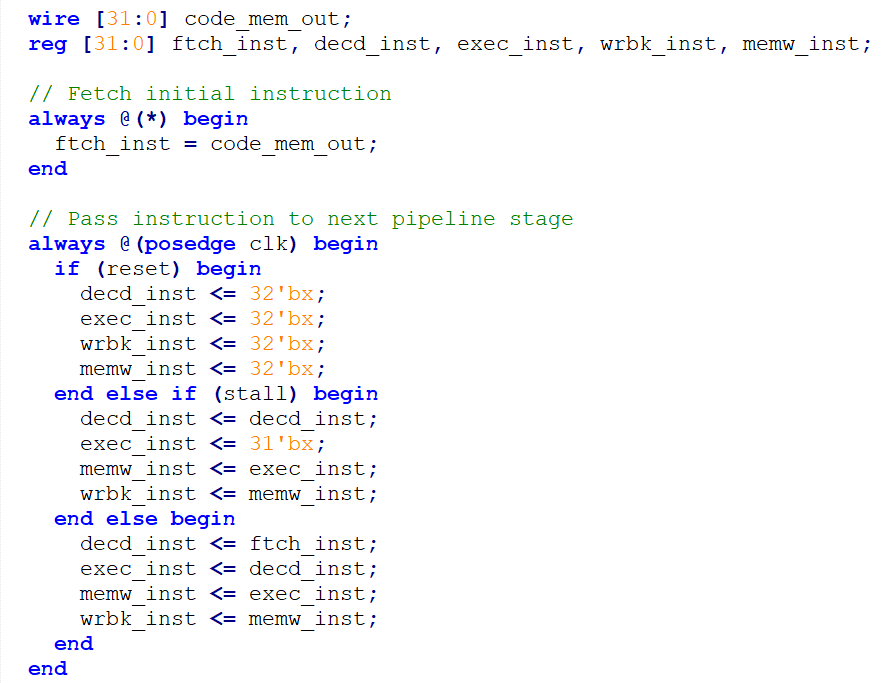 wire [31:0] code_mem_out;
reg [31:0] ftch_inst, decd_inst, exec_inst, wrbk_inst, memw_inst;
// Fetch initial instruction
always @(*) begin
ftch_inst = code_mem_out;
end
// Pass instruction to next pipeline stage
always @(posedge clk) begin
if (reset) begin
decd_inst <= 32'bx;
exec_inst <= 32'bx;
wrbk_inst <= 32'bx;
memw_inst <= 32'bx;
end else if (stall) begin
decd_inst <= decd_inst;
exec_inst <= 31'bx;
memw_inst <= exec_inst;
wrbk_inst <= memw_inst;
end else begin
decd_inst <= ftch_inst;
exec_inst <= decd_inst;
memw_inst <= exec_inst;
wrbk_inst <= memw_inst;
end
end